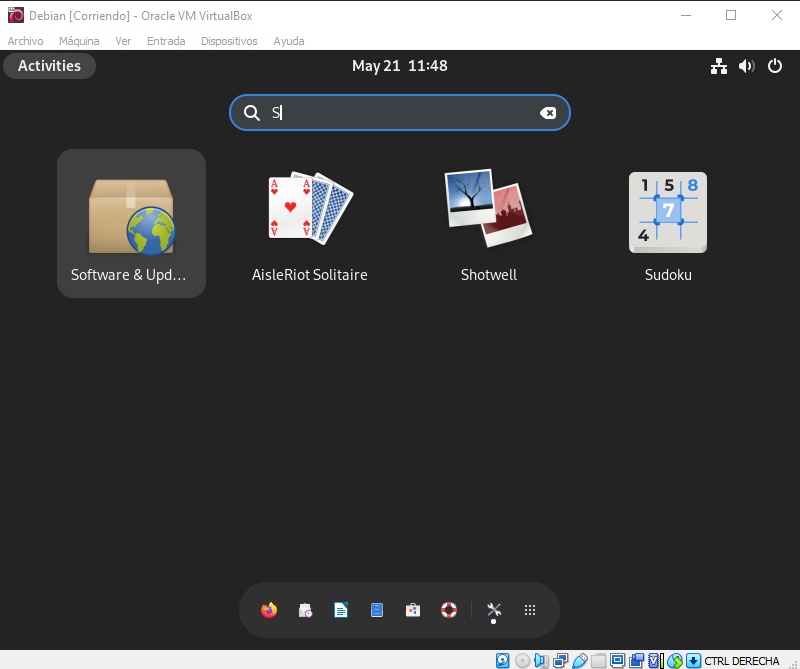 Debian [Corriendo] - Oracle VM VirtualBox
Archivo Máquina Ver Entrada Dispositivos Ayuda
Activities
May 21 11:48
S
1 5 8
7
4
A A
A A
Software & Upd...
AisleRiot Solitaire
Shotwell
Sudoku
CTRL DERECHA